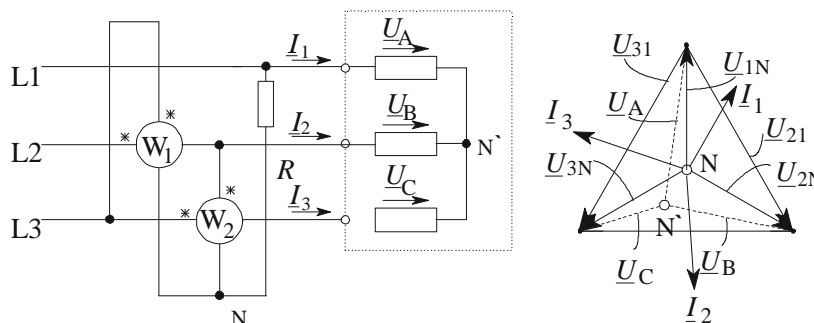 L1
L2
L3
*
*
*
*
W1
W2
R
N
I1
I2
I3
UA
UB
UC
N`
U31
U1N
UA
I1
I3
U21
U3N
N
U2N
N`
UC
UB
I2